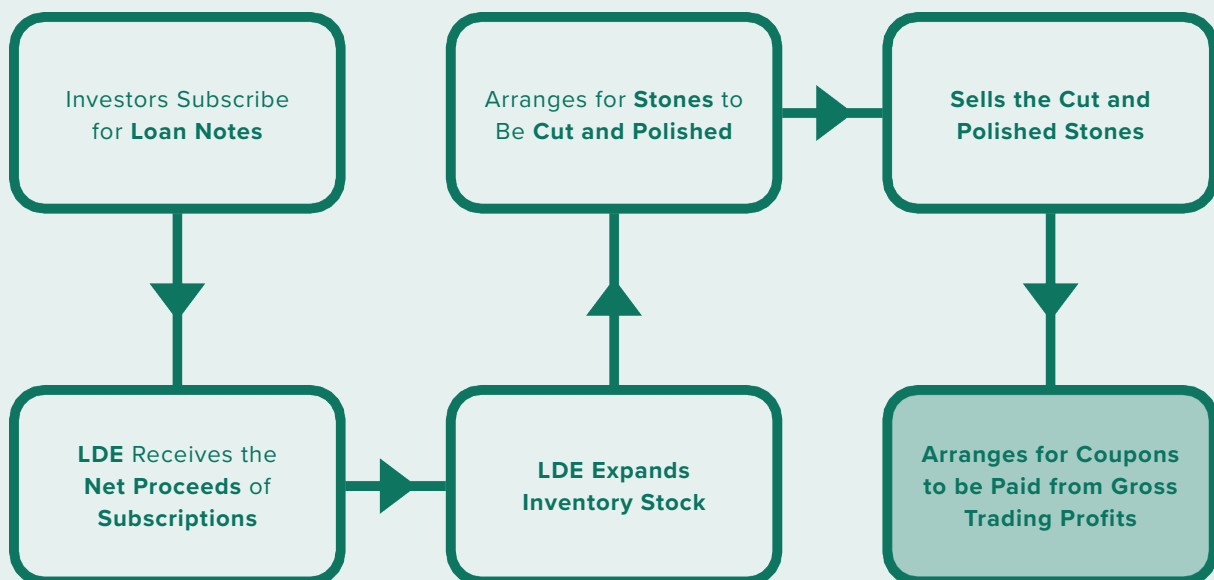 Investors Subscribe
for Loan Notes
LDE Receives the
Net Proceeds of
Subscriptions
LDE Expands
Inventory Stock
Arranges for Stones to
Be Cut and Polished
Sells the Cut and
Polished Stones
Arranges for Coupons
to be Paid from Gross
Trading Profits